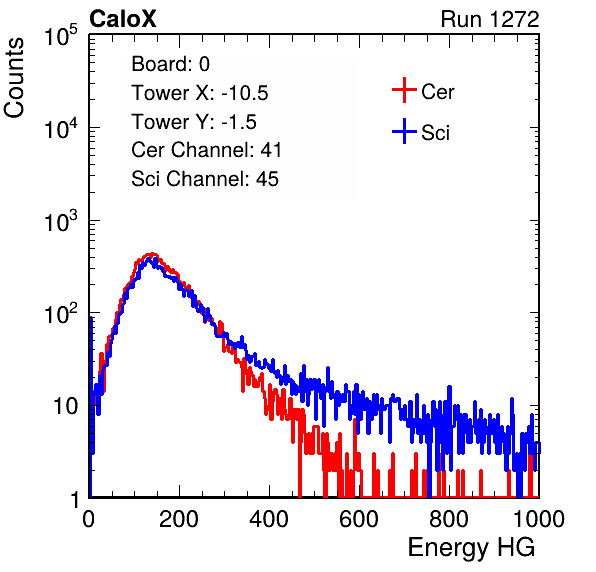 CaloX Run 1272
Counts
10^5
10^4
10^3
10^2
10
1
Board: 0
Tower X: -10.5
Tower Y: -1.5
Cer Channel: 41
Sci Channel: 45
Cer
Sci
0 200 400 600 800 1000
Energy HG